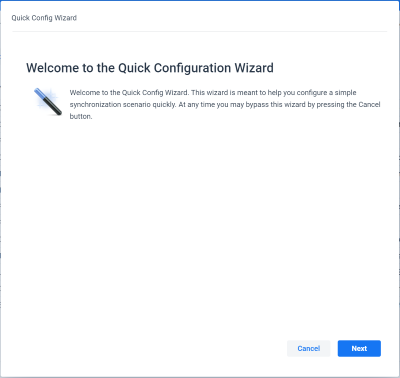 Quick Config Wizard
Welcome to the Quick Configuration Wizard
Welcome to the Quick Config Wizard. This wizard is meant to help you configure a simple
synchronization scenario quickly. At any time you may bypass this wizard by pressing the Cancel
button.
Cancel
Next